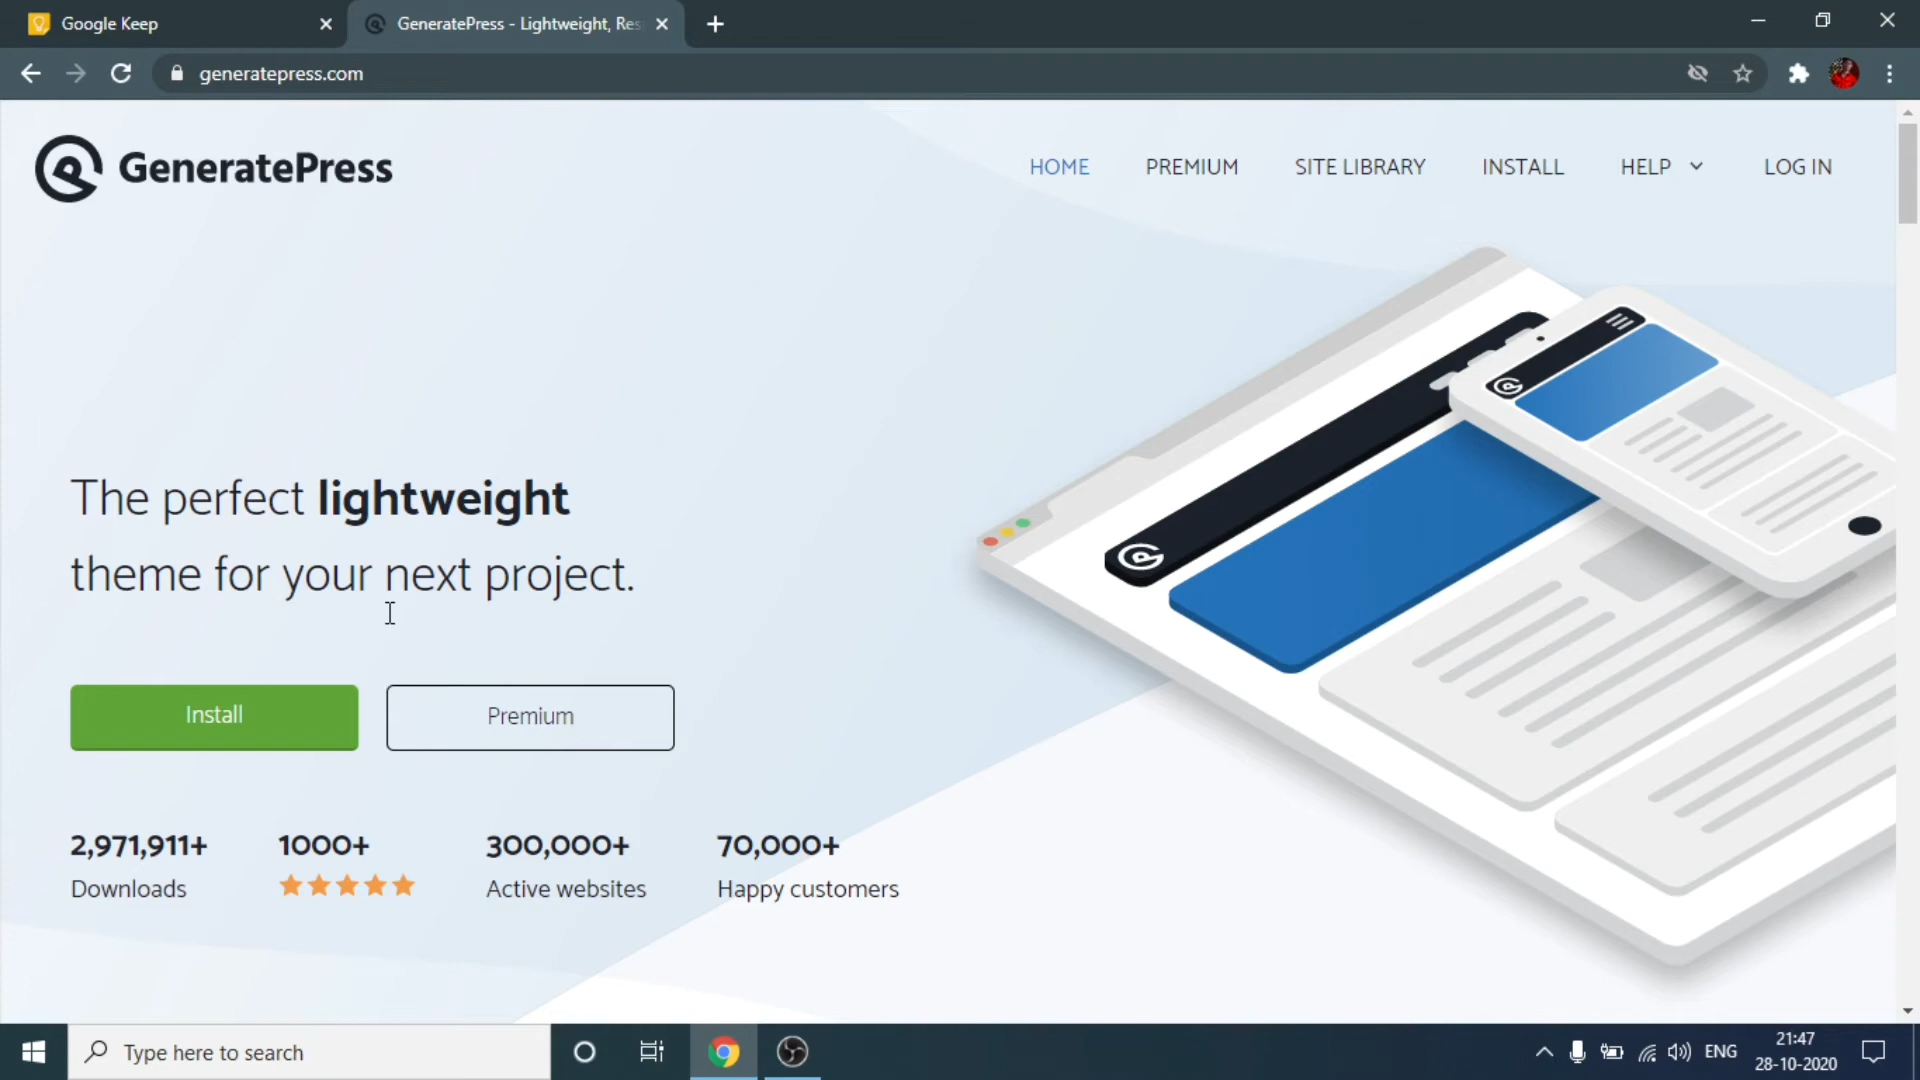 Google Keep
GeneratePress - Lightweight, Res
generatepress.com
GeneratePress
HOME PREMIUM SITE LIBRARY INSTALL HELP LOG IN
The perfect lightweight
theme for your next project.
Install Premium
2,971,911+ 1000+ 300,000+ 70,000+
Downloads Active websites Happy customers
Type here to search
ENG
21:47
28-10-2020